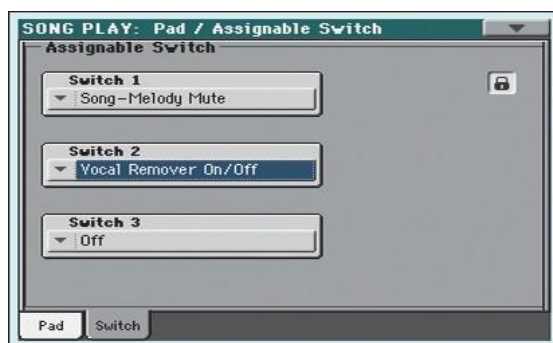 SONG PLAY: Pad / Assignable Switch
Assignable Switch
Switch 1
Song-Melody Mute
Switch 2
Vocal Remover On/Off
Switch 3
Off
Pad Switch